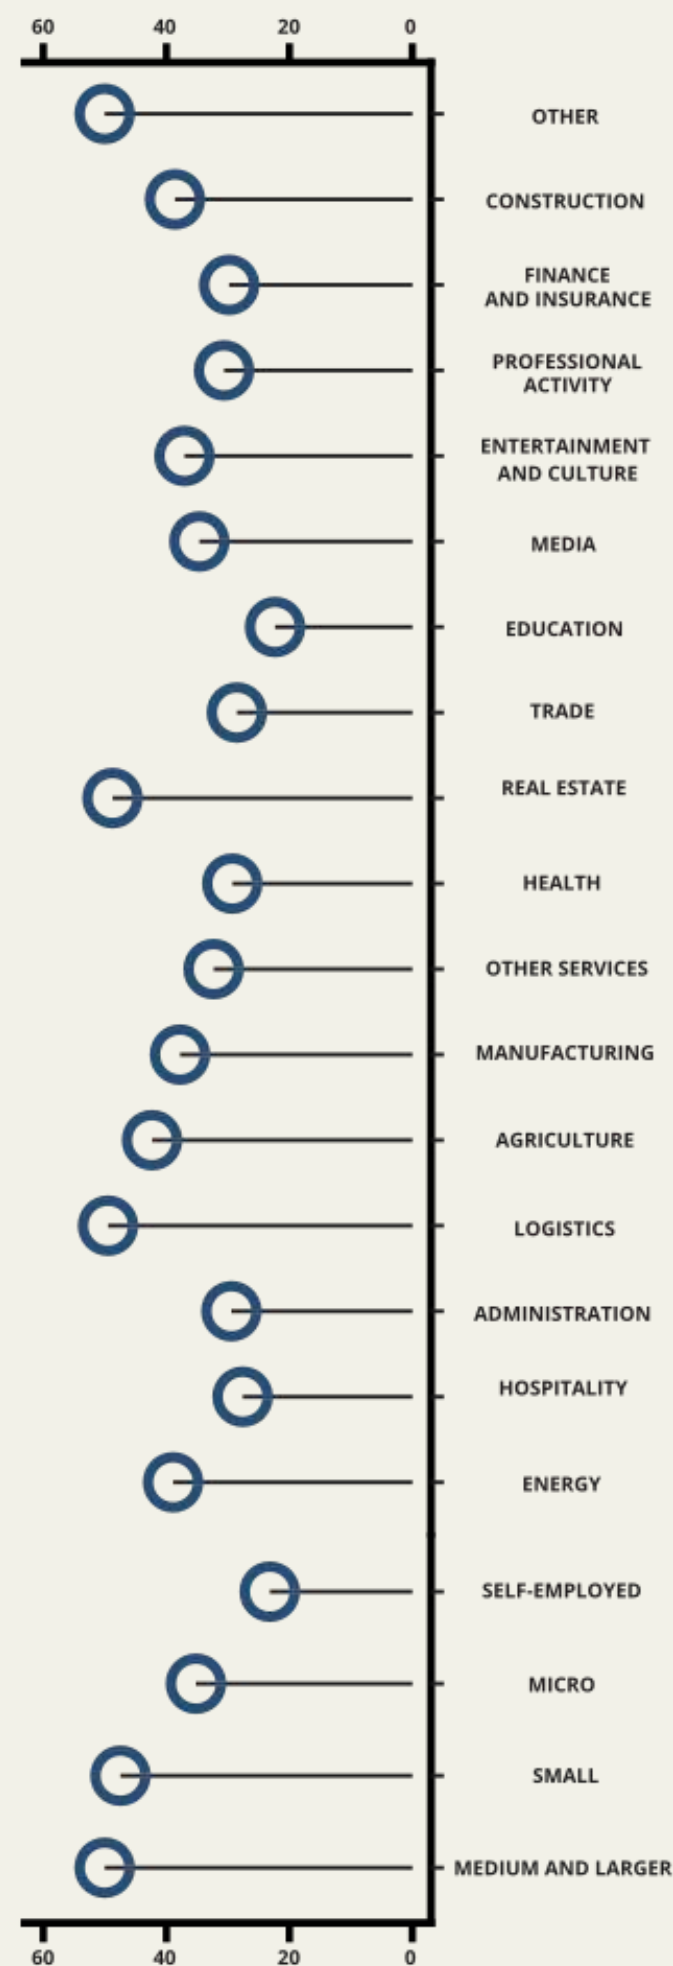 60 40 20 0
OTHER
CONSTRUCTION
FINANCE
AND INSURANCE
PROFESSIONAL
ACTIVITY
ENTERTAINMENT
AND CULTURE
MEDIA
EDUCATION
TRADE
REAL ESTATE
HEALTH
OTHER SERVICES
MANUFACTURING
AGRICULTURE
LOGISTICS
ADMINISTRATION
HOSPITALITY
ENERGY
SELF-EMPLOYED
MICRO
SMALL
MEDIUM AND LARGER
60 40 20 0